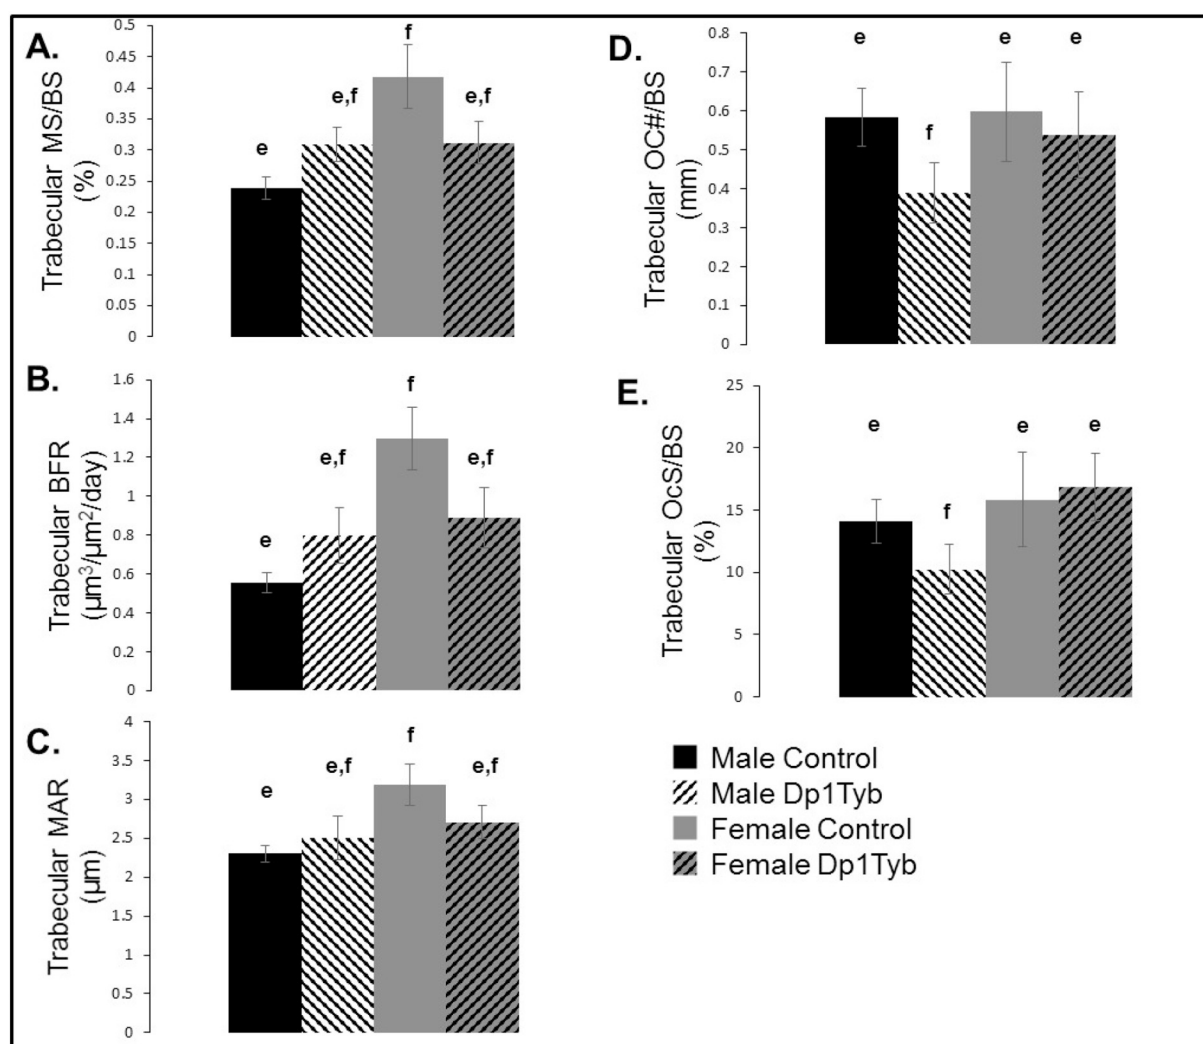 A.
Trabecular MS/BS
(%)
0.5
0.45
0.4
0.35
0.3
0.25
0.2
0.15
0.1
0.05
0
e
e,f
f
e,f
B.
Trabecular BFR
(µm³/µm²/day)
1.6
1.4
1.2
1
0.8
0.6
0.4
0.2
0
e
e,f
f
e,f
C.
Trabecular MAR
(µm)
4
3.5
3
2.5
2
1.5
1
0.5
0
e
e,f
f
e,f
D.
Trabecular OC#/BS
(mm)
0.8
0.7
0.6
0.5
0.4
0.3
0.2
0.1
0
e
f
e
e
E.
Trabecular OcS/BS
(%)
25
20
15
10
5
0
e
f
e
e
Male Control
Male Dp1Tyb
Female Control
Female Dp1Tyb